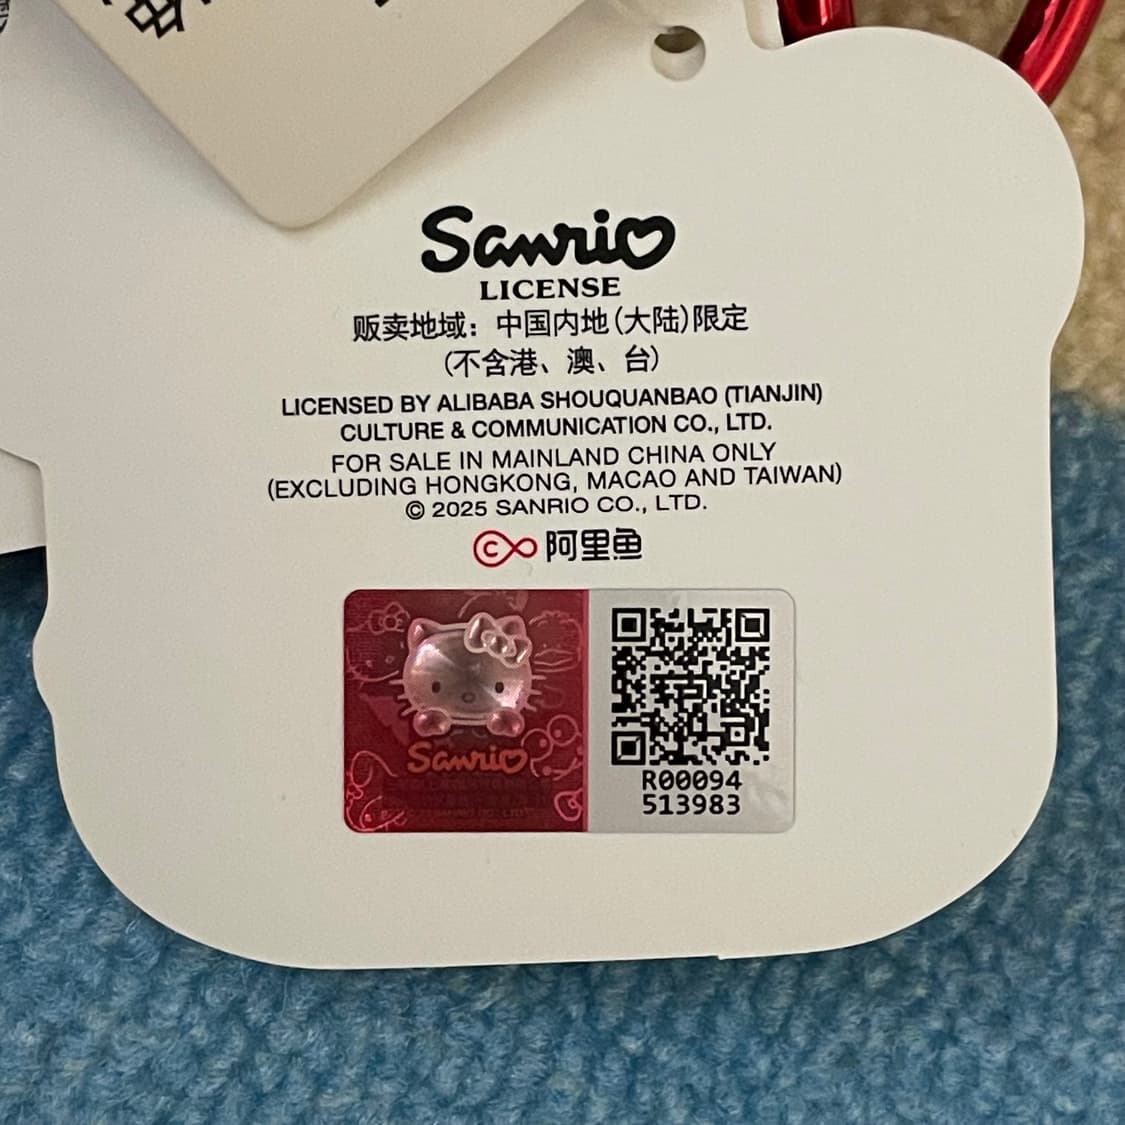 Sanrio
LICENSE
贩卖地域：中国内地(大陆)限定
(不含港、澳、台)
LICENSED BY ALIBABA SHOUQUANBAO (TIANJIN)
CULTURE & COMMUNICATION CO., LTD.
FOR SALE IN MAINLAND CHINA ONLY
(EXCLUDING HONGKONG, MACAO AND TAIWAN)
© 2025 SANRIO CO., LTD.
阿里鱼
Sanrio
R00094
513983